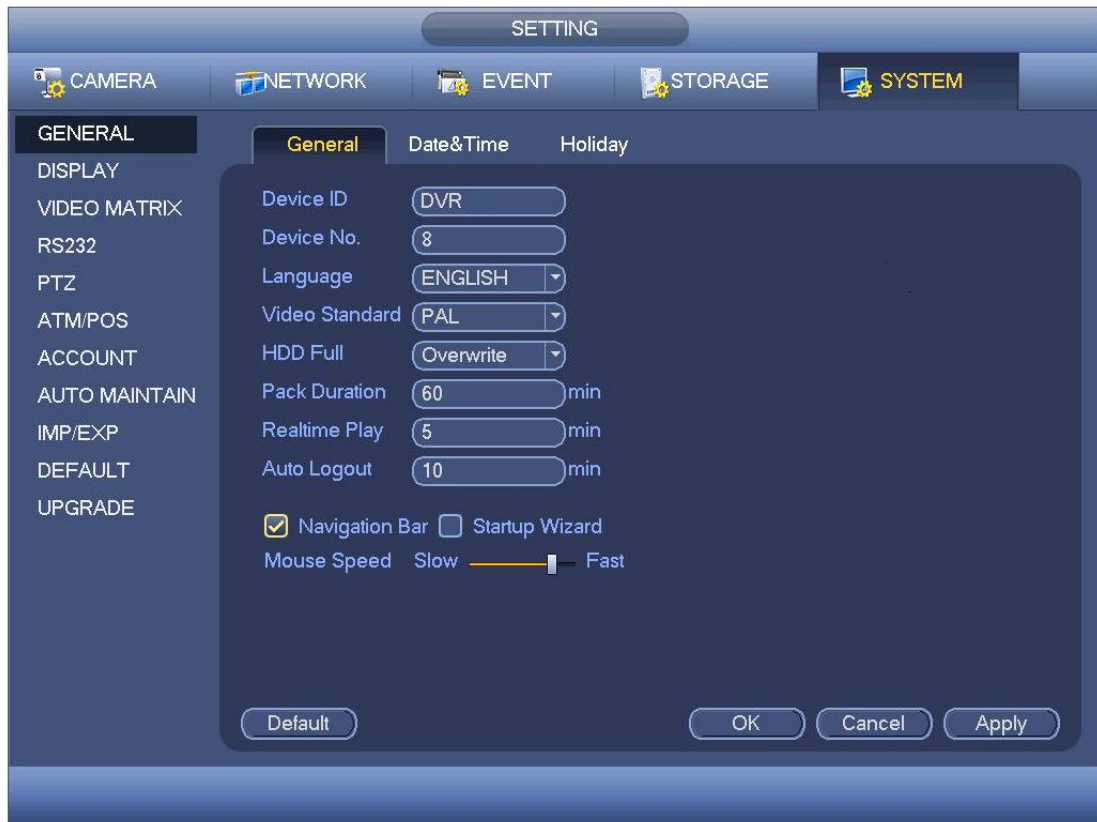 SETTING
CAMERA NETWORK EVENT STORAGE SYSTEM
GENERAL
DISPLAY
VIDEO MATRIX
RS232
PTZ
ATM/POS
ACCOUNT
AUTO MAINTAIN
IMP/EXP
DEFAULT
UPGRADE
General Date&Time Holiday
Device ID DVR
Device No. 8
Language ENGLISH
Video Standard PAL
HDD Full Overwrite
Pack Duration 60 min
Realtime Play 5 min
Auto Logout 10 min
Navigation Bar Startup Wizard
Mouse Speed Slow Fast
Default OK Cancel Apply